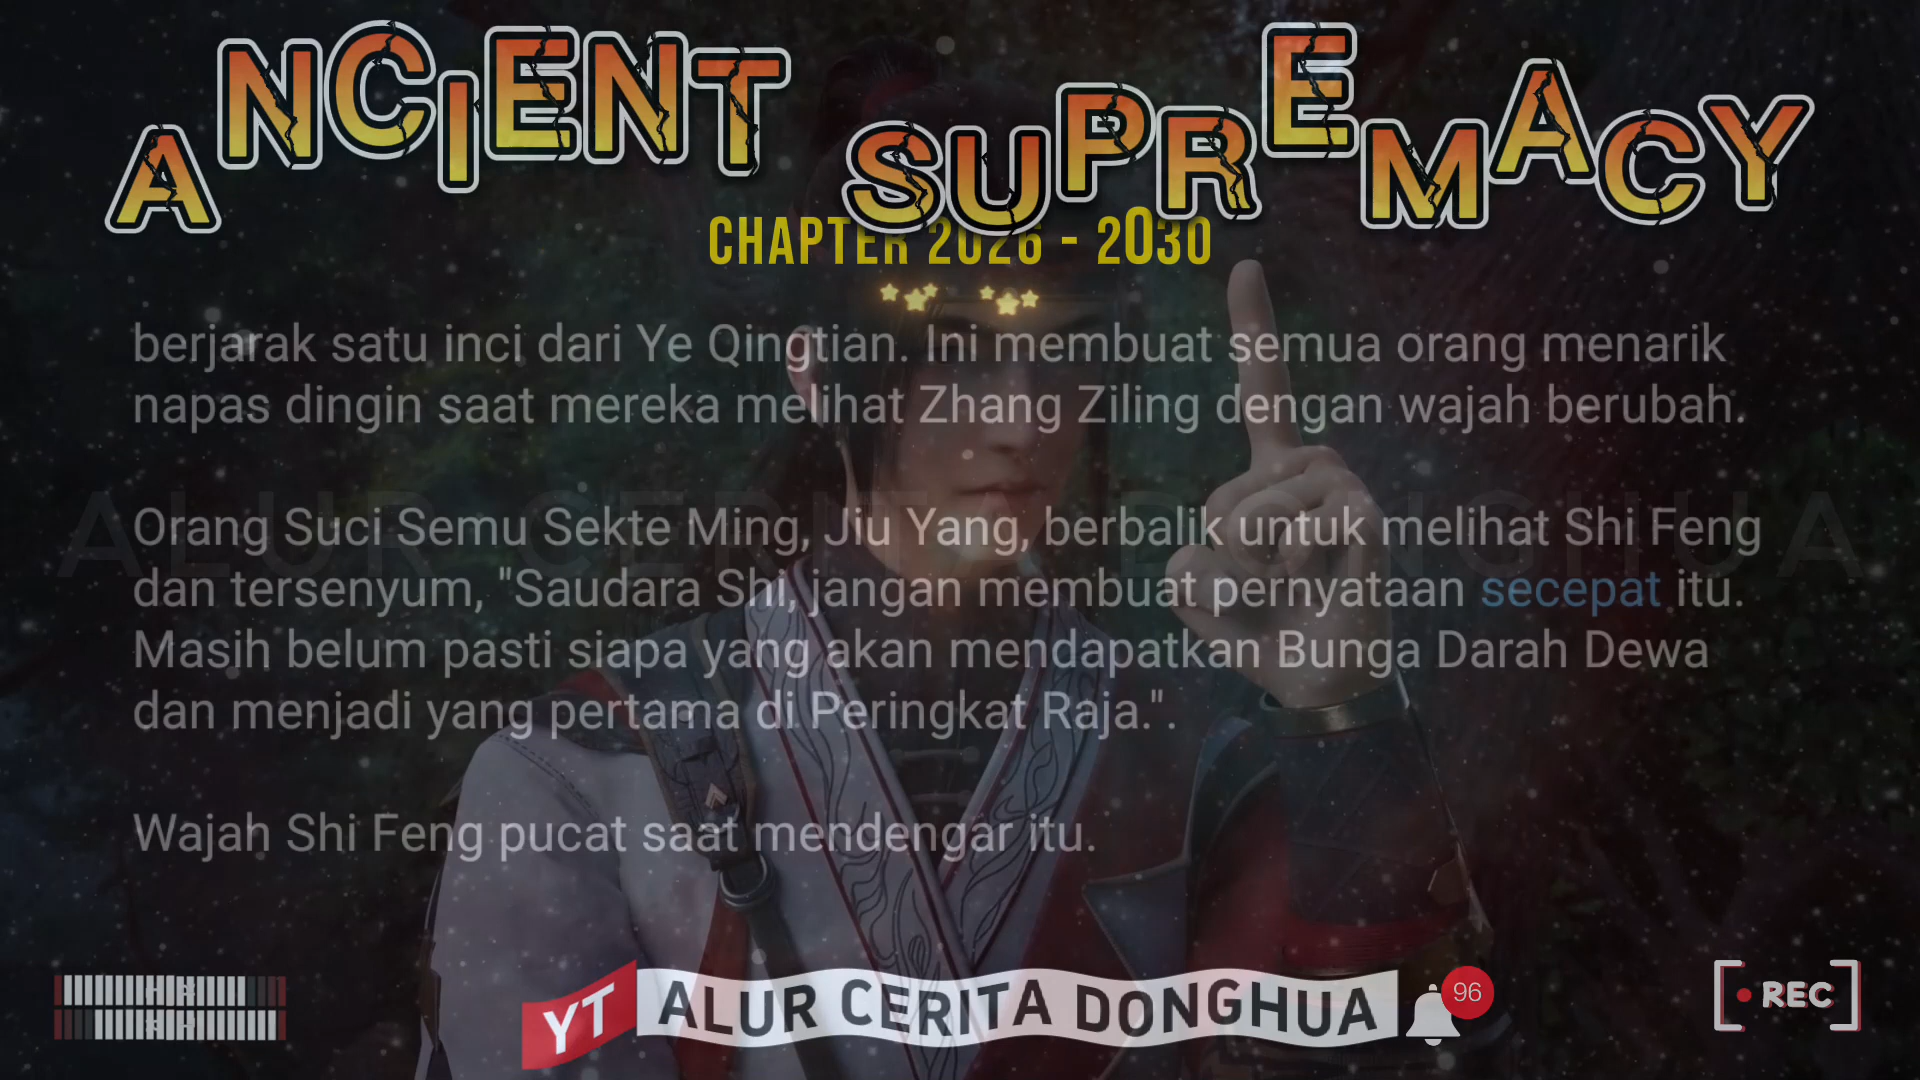 ANCIENT SUPREMACY
CHAPTER 2026 - 2030
berjarak satu inci dari Ye Qingtian. Ini membuat semua orang menarik
napas dingin saat mereka melihat Zhang Ziling dengan wajah berubah.
Orang Suci Semu Sekte Ming, Jiu Yang, berbalik untuk melihat Shi Feng
dan tersenyum, "Saudara Shi, jangan membuat pernyataan secepat itu.
Masih belum pasti siapa yang akan mendapatkan Bunga Darah Dewa
dan menjadi yang pertama di Peringkat Raja.".
Wajah Shi Feng pucat saat mendengar itu.
ALUR CERITA DONGHUA
YT ALUR CERITA DONGHUA
96
REC